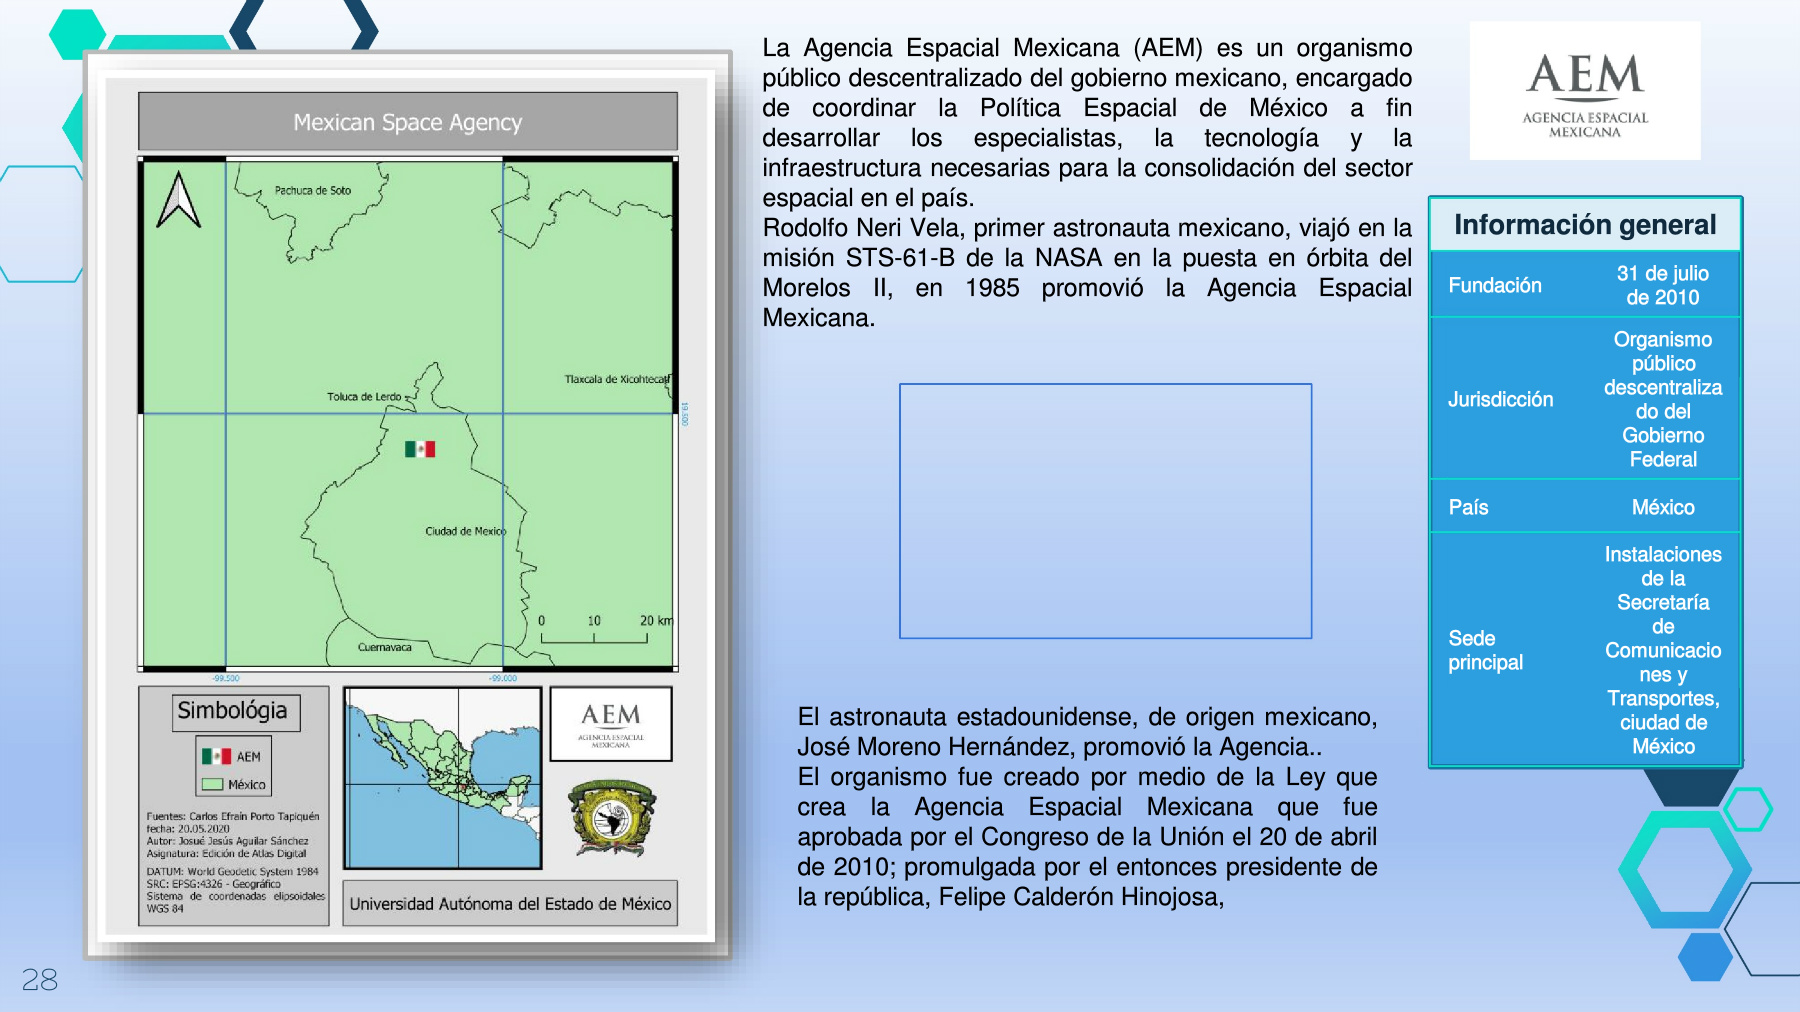 Mexican Space Agency
Pachuca de Soto
Tlaxcala de Xicohtecatl
Toluca de Lerdo
19.500
Ciudad de Mexico
0 10 20 km
Cuernavaca
-99.500 -99.000
Simbológia
AEM
México
Fuentes: Carlos Efraín Porto Tapiquén
fecha: 20.05.2020
Autor: Josué Jesús Aguilar Sánchez
Asignatura: Edición de Atlas Digital
DATUM: World Geodetic System 1984
SRC: EPSG:4326 - Geográfico
Sistema de coordenadas elipsoidales
WGS 84
AEM
AGENCIA ESPACIAL
MEXICANA
Universidad Autónoma del Estado de México
La Agencia Espacial Mexicana (AEM) es un organismo
público descentralizado del gobierno mexicano, encargado
de coordinar la Política Espacial de México a fin
desarrollar los especialistas, la tecnología y la
infraestructura necesarias para la consolidación del sector
espacial en el país.
Rodolfo Neri Vela, primer astronauta mexicano, viajó en la
misión STS-61-B de la NASA en la puesta en órbita del
Morelos II, en 1985 promovió la Agencia Espacial
Mexicana.
El astronauta estadounidense, de origen mexicano,
José Moreno Hernández, promovió la Agencia..
El organismo fue creado por medio de la Ley que
crea la Agencia Espacial Mexicana que fue
aprobada por el Congreso de la Unión el 20 de abril
de 2010; promulgada por el entonces presidente de
la república, Felipe Calderón Hinojosa,
AEM
AGENCIA ESPACIAL
MEXICANA
Información general
Fundación
31 de julio
de 2010
Jurisdicción
Organismo
público
descentraliza
do del
Gobierno
Federal
País
México
Sede
principal
Instalaciones
de la
Secretaría
de
Comunicacio
nes y
Transportes,
ciudad de
México
28